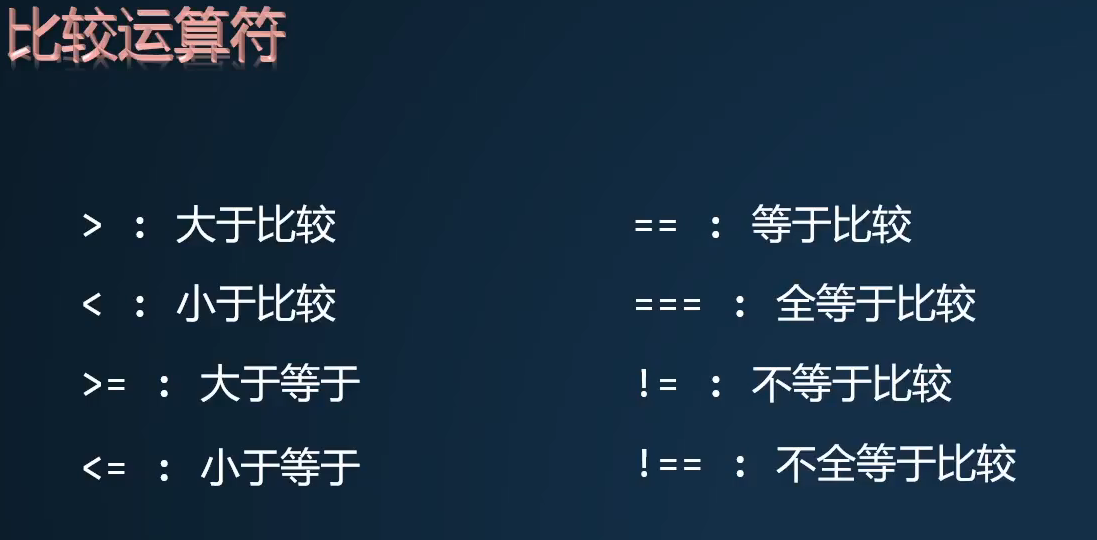 比较运算符
> : 大于比较
< : 小于比较
>= : 大于等于
<= : 小于等于
== : 等于比较
=== : 全等于比较
!= : 不等于比较
!== : 不全等于比较